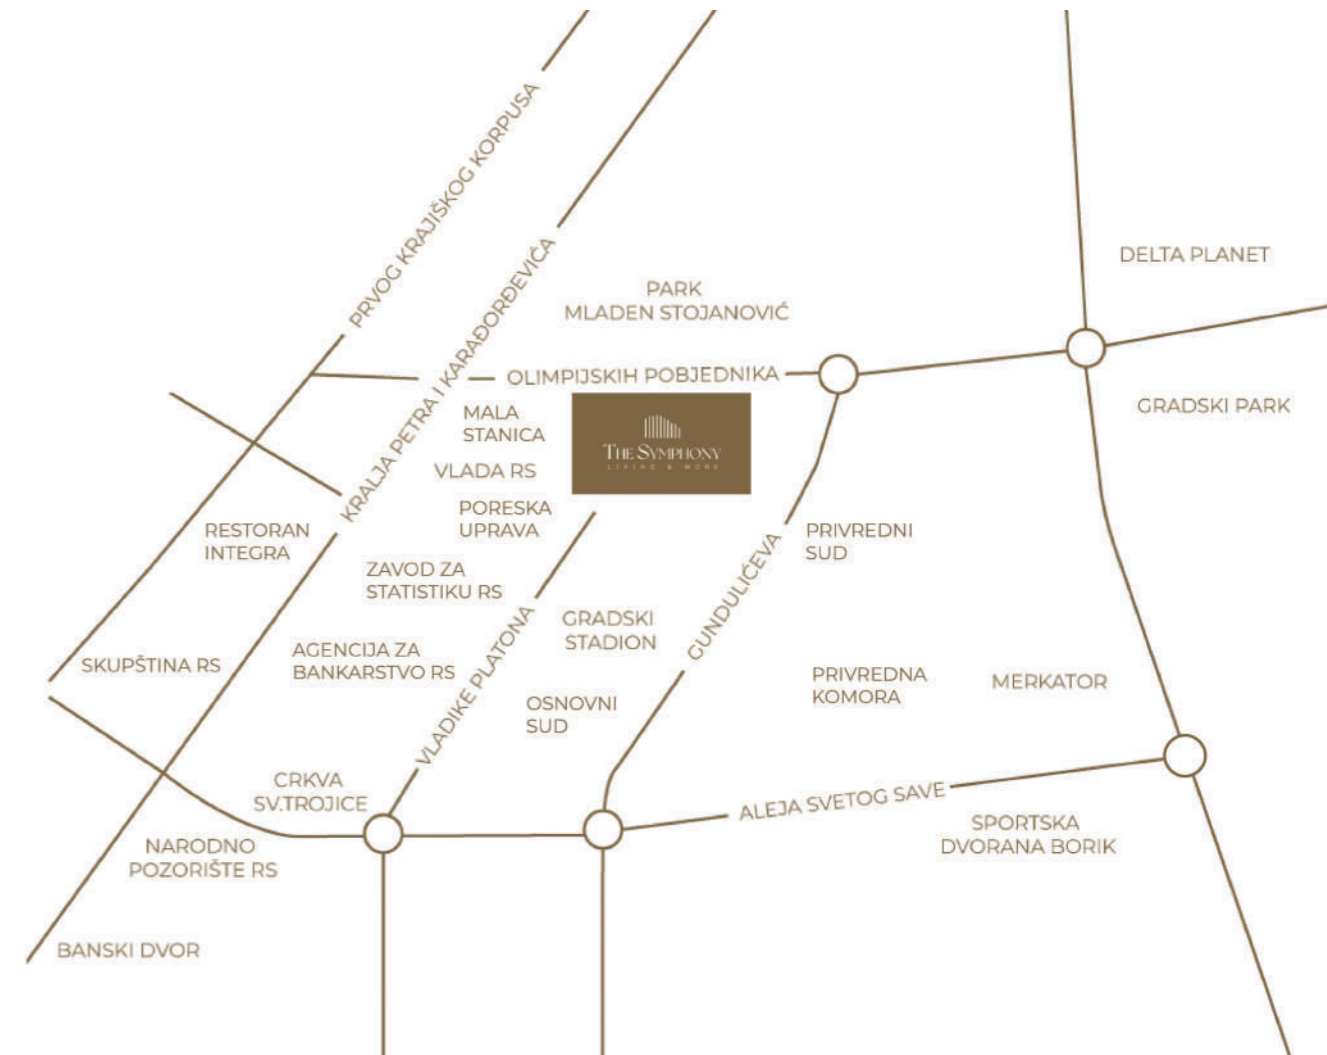 PRVOG KRAJIŠKOG KORPUSA
KRALJA PETRA I KARAĐORĐEVIĆA
DELTA PLANET
PARK
MLADEN STOJANOVIĆ
OLIMPIJSKIH POBJEDNIKA
GRADSKI PARK
MALA
STANICA
THE SYMPHONY
LIVING & MORE
VLADA RS
PORESKA
UPRAVA
RESTORAN
INTEGRA
PRIVREDNI
SUD
ZAVOD ZA
STATISTIKU RS
GUNDULIĆEVA
GRADSKI
STADION
VLADIKE PLATONA
AGENCIJA ZA
BANKARSTVO RS
SKUPŠTINA RS
PRIVREDNA
KOMORA
MERKATOR
OSNOVNI
SUD
CRKVA
SV.TROJICE
ALEJA SVETOG SAVE
SPORTSKA
DVORANA BORIK
NARODNO
POZORIŠTE RS
BANSKI DVOR